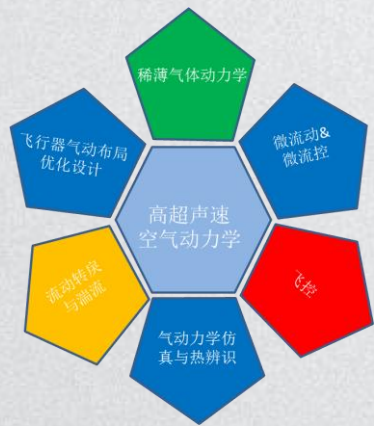 稀薄气体动力学
飞行器气动布局
优化设计
微流动&
微流控
高超声速
空气动力学
流动转戾
与湍流
飞控
气动力学仿
真与热辨识